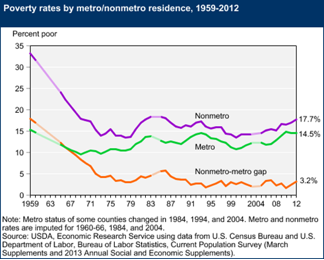 Poverty rates by metro/nonmetro residence, 1959-2012
Percent poor
35
30
25
20
15
10
5
0
Nonmetro
17.7%
Metro
14.5%
Nonmetro-metro gap
3.2%
1959 63 67 71 75 79 83 87 92 96 2000 2004 08 12
Note: Metro status of some counties changed in 1984, 1994, and 2004. Metro and nonmetro
rates are imputed for 1960-66, 1984, and 2004.
Source: USDA, Economic Research Service using data from U.S. Census Bureau and U.S.
Department of Labor, Bureau of Labor Statistics, Current Population Survey (March
Supplements and 2013 Annual Social and Economic Supplements).